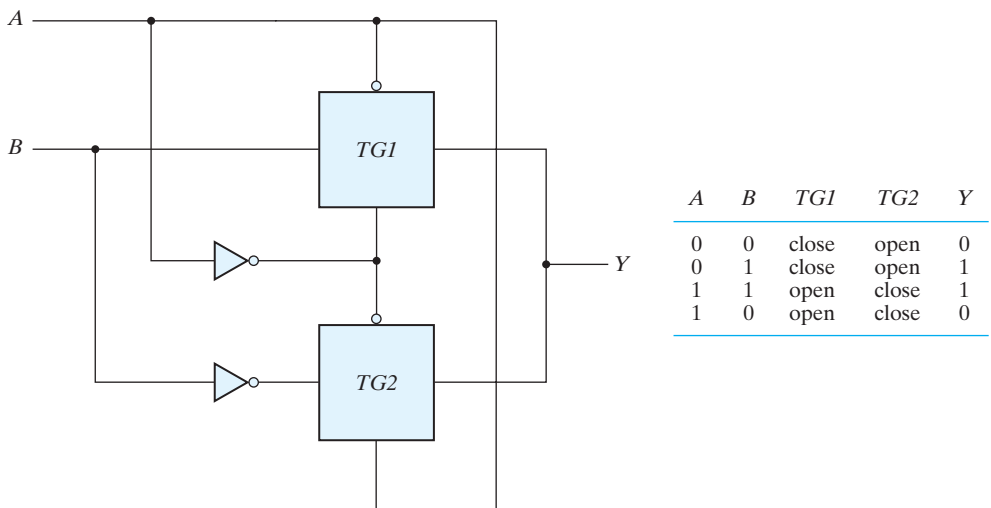 A
B
TG1
TG2
Y
A B TG1 TG2 Y
0 0 close open 0
0 1 close open 1
1 1 open close 1
1 0 open close 0